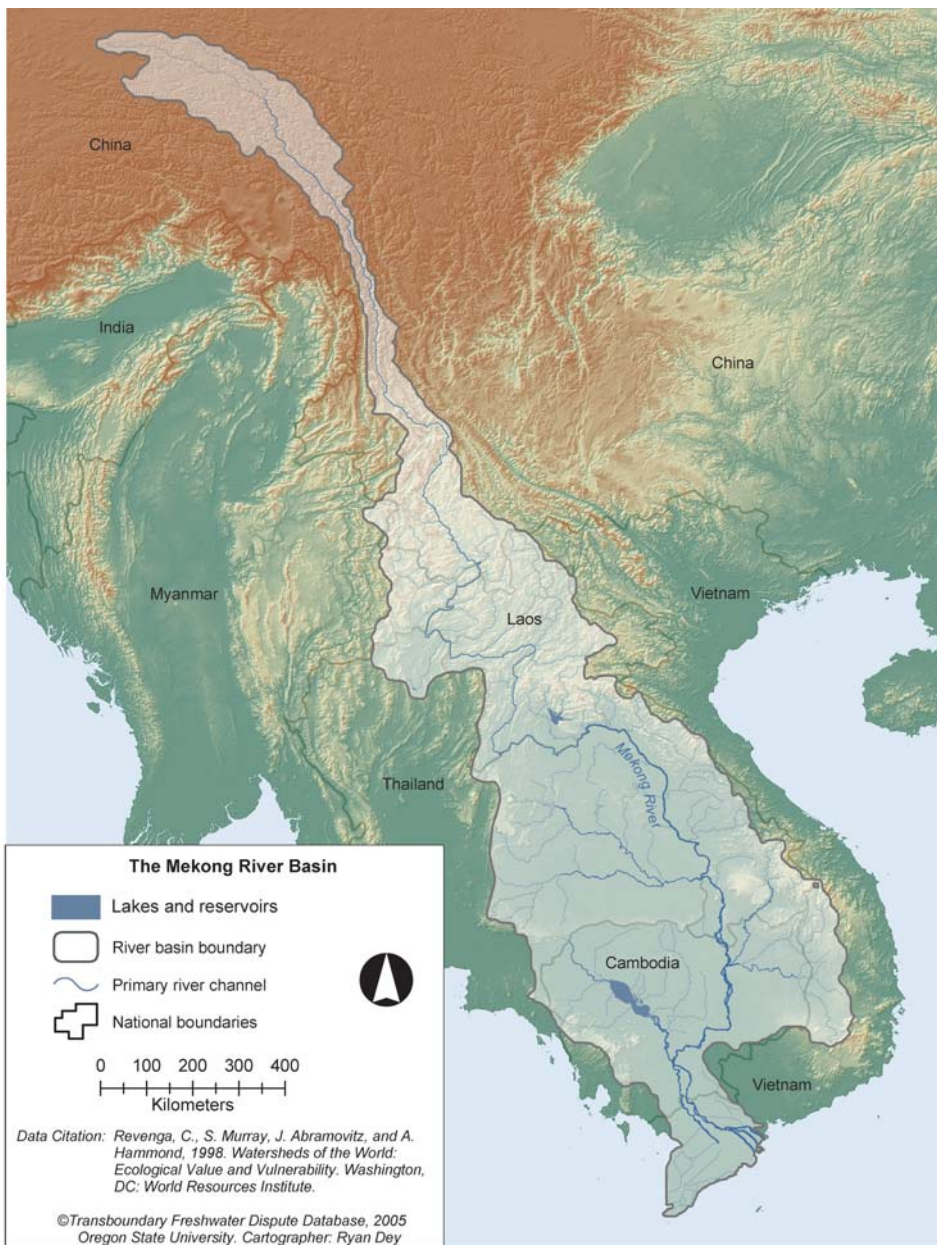 China
India
China
Myanmar
Vietnam
Laos
Mekong River
Thailand
Cambodia
Vietnam
The Mekong River Basin
Lakes and reservoirs
River basin boundary
Primary river channel
National boundaries
0 100 200 300 400
Kilometers
Data Citation: Revenga, C., S. Murray, J. Abramovitz, and A.
Hammond, 1998. Watersheds of the World:
Ecological Value and Vulnerability. Washington,
DC: World Resources Institute.
©Transboundary Freshwater Dispute Database, 2005
Oregon State University. Cartographer: Ryan Dey